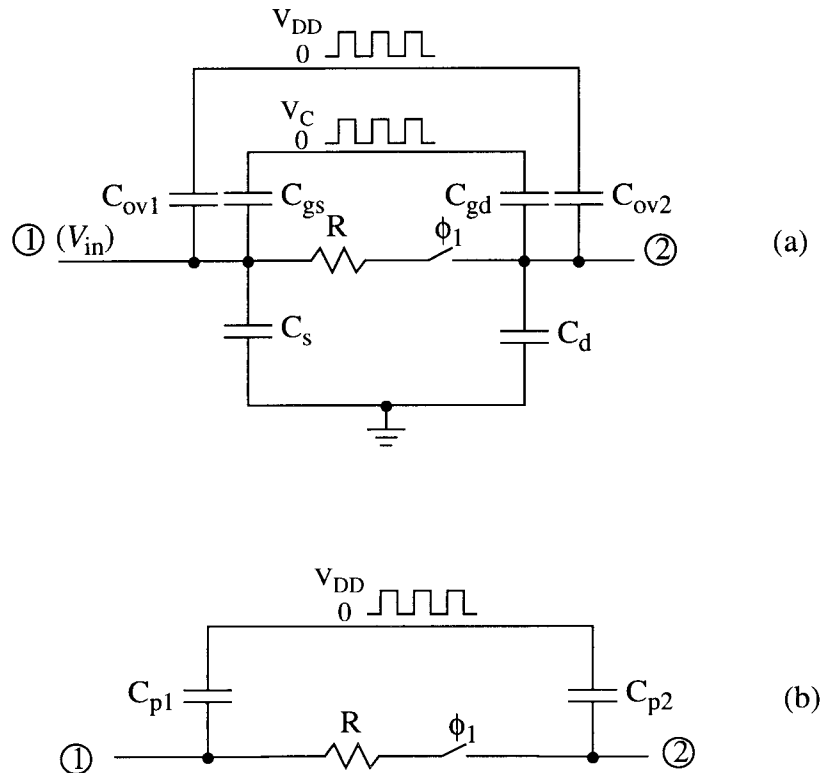 V_DD
0
V_C
0
C_ov1 C_gs C_gd C_ov2
R ϕ_1
① (V_in) ② (a)
C_s C_d
V_DD
0
C_p1 C_p2 (b)
R ϕ_1
① ②